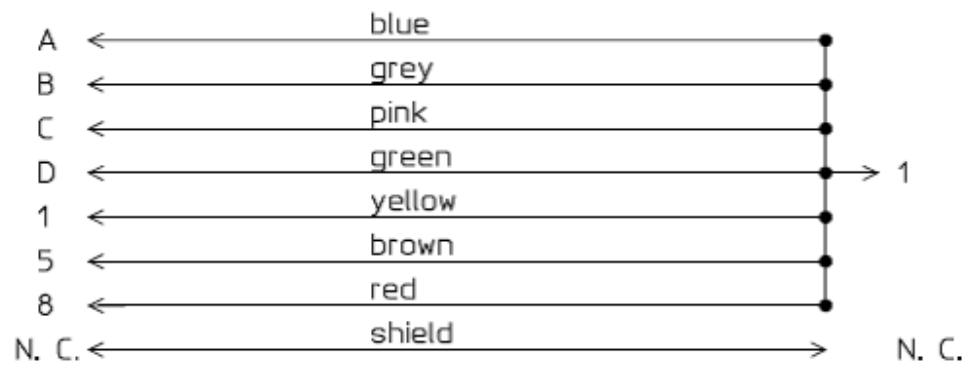 A blue
B grey
C pink
D green 1
1 yellow
5 brown
8 red
N. C. shield N. C.